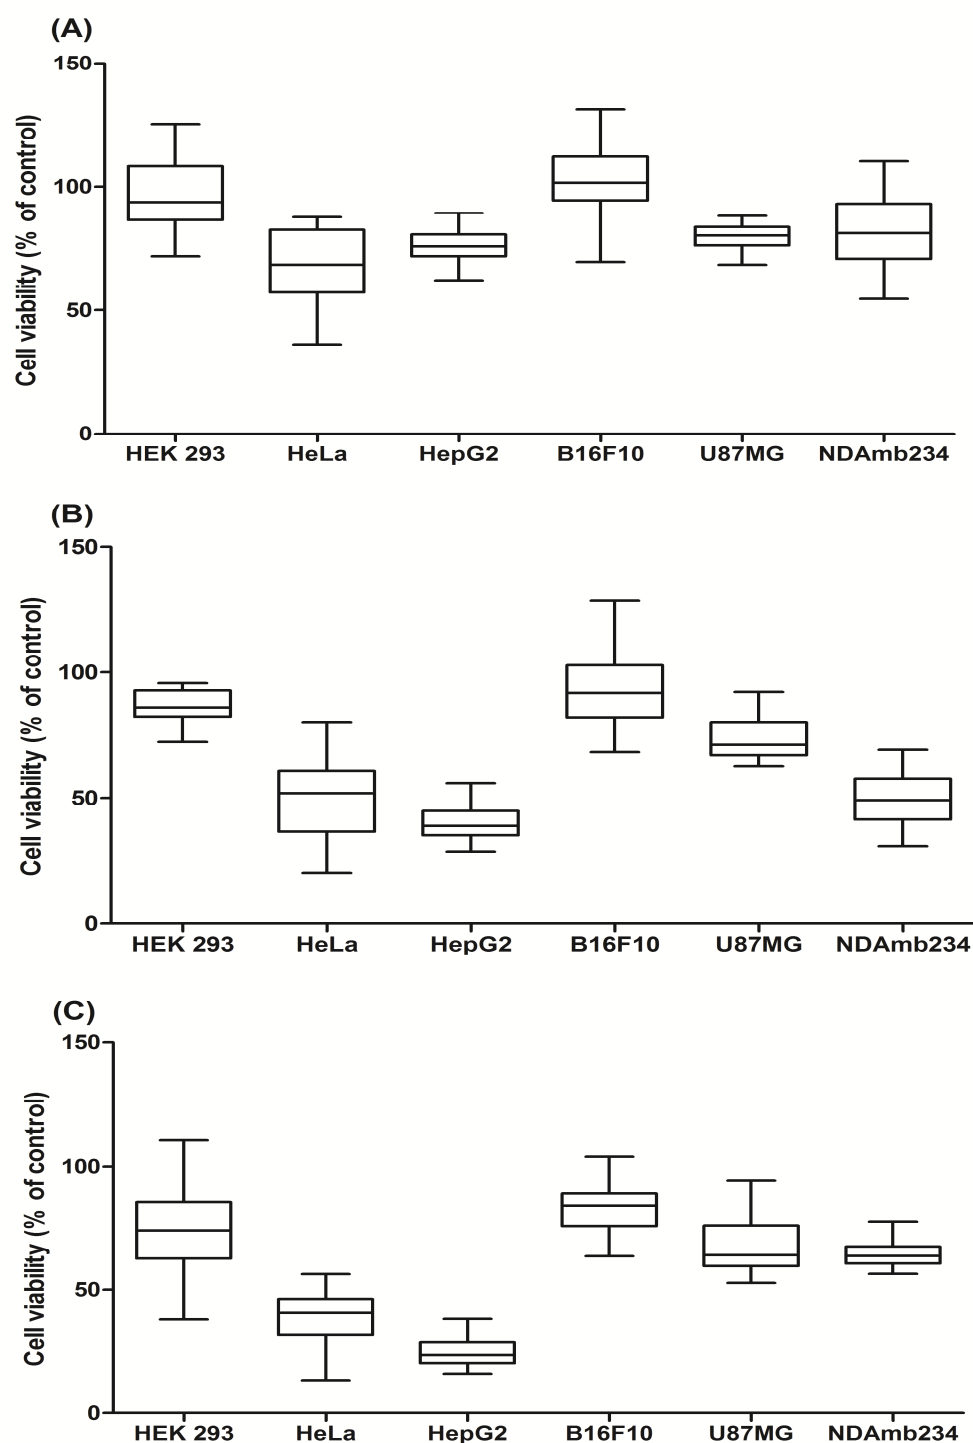 (A)
150
100
50
0
Cell viability (% of control)
HEK 293 HeLa HepG2 B16F10 U87MG NDAmb234
(B)
150
100
50
0
Cell viability (% of control)
HEK 293 HeLa HepG2 B16F10 U87MG NDAmb234
(C)
150
100
50
0
Cell viability (% of control)
HEK 293 HeLa HepG2 B16F10 U87MG NDAmb234